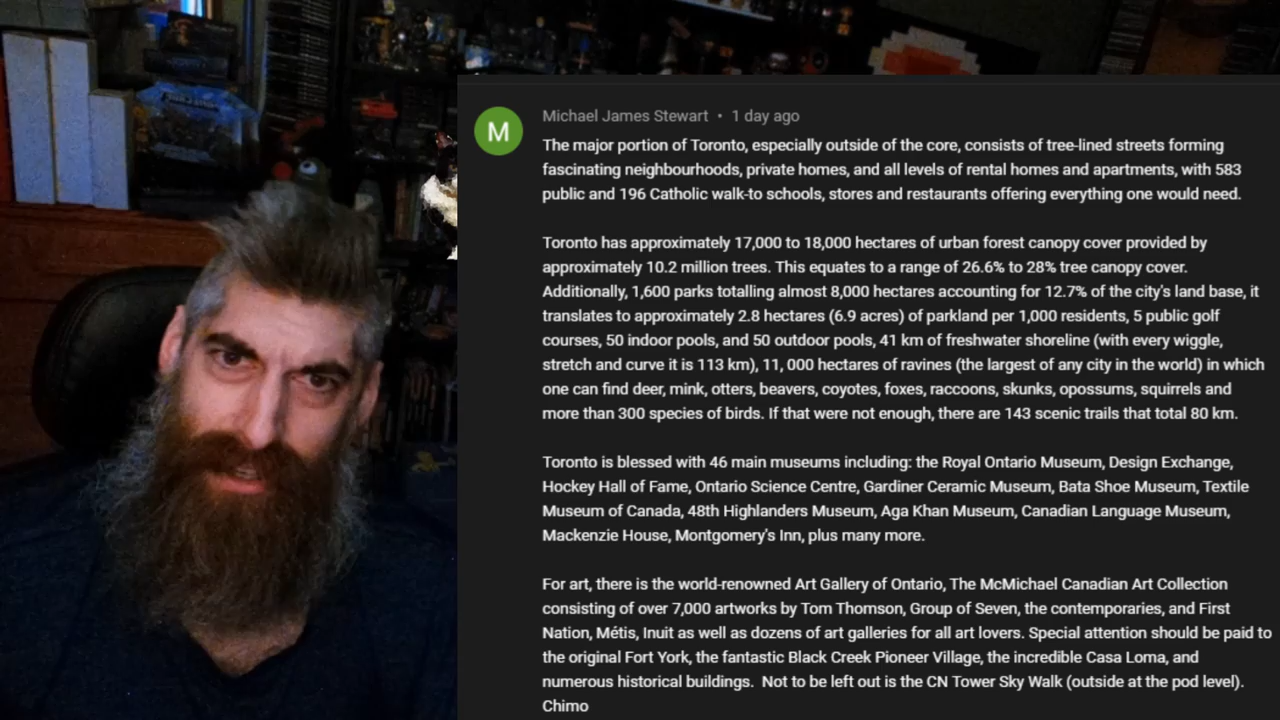 M
Michael James Stewart • 1 day ago
The major portion of Toronto, especially outside of the core, consists of tree-lined streets forming
fascinating neighbourhoods, private homes, and all levels of rental homes and apartments, with 583
public and 196 Catholic walk-to schools, stores and restaurants offering everything one would need.
Toronto has approximately 17,000 to 18,000 hectares of urban forest canopy cover provided by
approximately 10.2 million trees. This equates to a range of 26.6% to 28% tree canopy cover.
Additionally, 1,600 parks totalling almost 8,000 hectares accounting for 12.7% of the city's land base, it
translates to approximately 2.8 hectares (6.9 acres) of parkland per 1,000 residents, 5 public golf
courses, 50 indoor pools, and 50 outdoor pools, 41 km of freshwater shoreline (with every wiggle,
stretch and curve it is 113 km), 11, 000 hectares of ravines (the largest of any city in the world) in which
one can find deer, mink, otters, beavers, coyotes, foxes, raccoons, skunks, opossums, squirrels and
more than 300 species of birds. If that were not enough, there are 143 scenic trails that total 80 km.
Toronto is blessed with 46 main museums including: the Royal Ontario Museum, Design Exchange,
Hockey Hall of Fame, Ontario Science Centre, Gardiner Ceramic Museum, Bata Shoe Museum, Textile
Museum of Canada, 48th Highlanders Museum, Aga Khan Museum, Canadian Language Museum,
Mackenzie House, Montgomery's Inn, plus many more.
For art, there is the world-renowned Art Gallery of Ontario, The McMichael Canadian Art Collection
consisting of over 7,000 artworks by Tom Thomson, Group of Seven, the contemporaries, and First
Nation, Métis, Inuit as well as dozens of art galleries for all art lovers. Special attention should be paid to
the original Fort York, the fantastic Black Creek Pioneer Village, the incredible Casa Loma, and
numerous historical buildings.  Not to be left out is the CN Tower Sky Walk (outside at the pod level).
Chimo